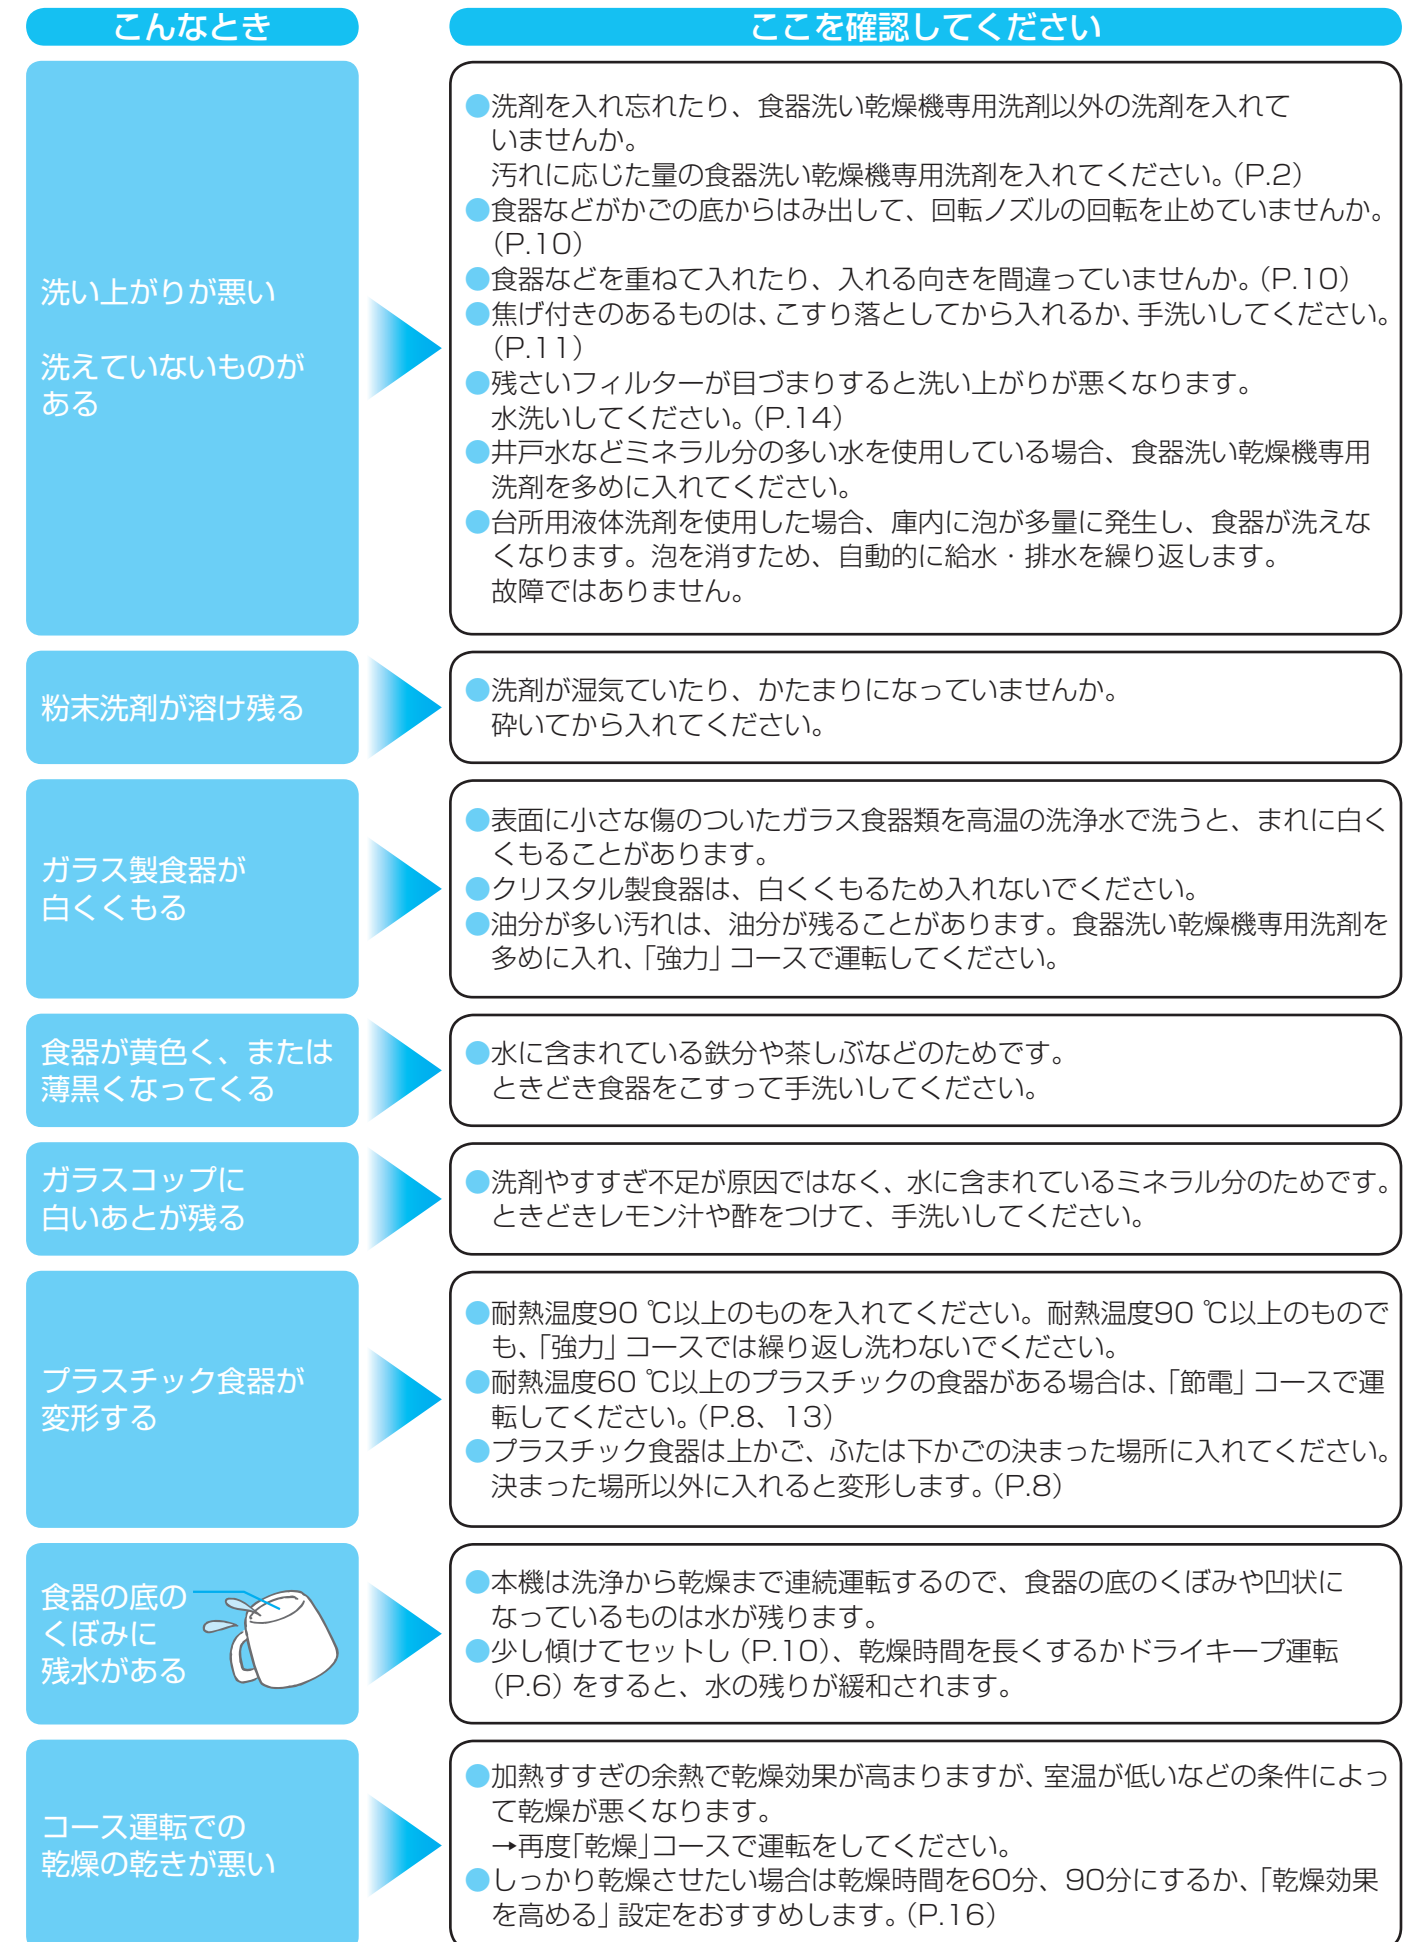 こんなとき
ここを確認してください
洗い上がりが悪い
洗えていないものが
ある
●洗剤を入れ忘れたり、食器洗い乾燥機専用洗剤以外の洗剤を入れて
いませんか。
汚れに応じた量の食器洗い乾燥機専用洗剤を入れてください。(P.2)
●食器などがかごの底からはみ出して、回転ノズルの回転を止めていませんか。
(P.10)
●食器などを重ねて入れたり、入れる向きを間違っていませんか。(P.10)
●焦げ付きのあるものは、こすり落としてから入れるか、手洗いしてください。
(P.11)
●残さいフィルターが目づまりすると洗い上がりが悪くなります。
水洗いしてください。(P.14)
●井戸水などミネラル分の多い水を使用している場合、食器洗い乾燥機専用
洗剤を多めに入れてください。
●台所用液体洗剤を使用した場合、庫内に泡が多量に発生し、食器が洗えな
くなります。泡を消すため、自動的に給水・排水を繰り返します。
故障ではありません。
粉末洗剤が溶け残る
●洗剤が湿気ていたり、かたまりになっていませんか。
砕いてから入れてください。
ガラス製食器が
白くくもる
●表面に小さな傷のついたガラス食器類を高温の洗浄水で洗うと、まれに白く
くもることがあります。
●クリスタル製食器は、白くくもるため入れないでください。
●油分が多い汚れは、油分が残ることがあります。食器洗い乾燥機専用洗剤を
多めに入れ、「強力」コースで運転してください。
食器が黄色く、または
薄黒くなってくる
●水に含まれている鉄分や茶しぶなどのためです。
ときどき食器をこすって手洗いしてください。
ガラスコップに
白いあとが残る
●洗剤やすすぎ不足が原因ではなく、水に含まれているミネラル分のためです。
ときどきレモン汁や酢をつけて、手洗いしてください。
プラスチック食器が
変形する
●耐熱温度90 ℃以上のものを入れてください。耐熱温度90 ℃以上のもので
も、「強力」コースでは繰り返し洗わないでください。
●耐熱温度60 ℃以上のプラスチックの食器がある場合は、「節電」コースで運
転してください。(P.8、13)
●プラスチック食器は上かご、ふたは下かごの決まった場所に入れてください。
決まった場所以外に入れると変形します。(P.8)
食器の底の
くぼみに
残水がある
●本機は洗浄から乾燥まで連続運転するので、食器の底のくぼみや凹状に
なっているものは水が残ります。
●少し傾けてセットし(P.10)、乾燥時間を長くするかドライキープ運転
(P.6)をすると、水の残りが緩和されます。
コース運転での
乾燥の乾きが悪い
●加熱すすぎの余熱で乾燥効果が高まりますが、室温が低いなどの条件によっ
て乾燥が悪くなります。
→再度「乾燥」コースで運転をしてください。
●しっかり乾燥させたい場合は乾燥時間を60分、90分にするか、「乾燥効果
を高める」設定をおすすめします。(P.16)